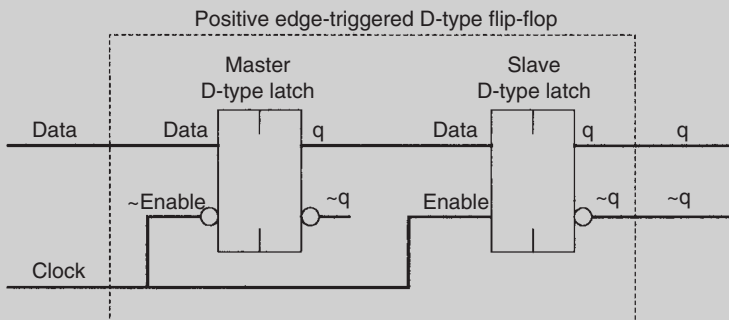 Positive edge-triggered D-type flip-flop
Master
D-type latch
Slave
D-type latch
Data
Data
q
Data
q
q
~Enable
~q
Enable
~q
~q
Clock